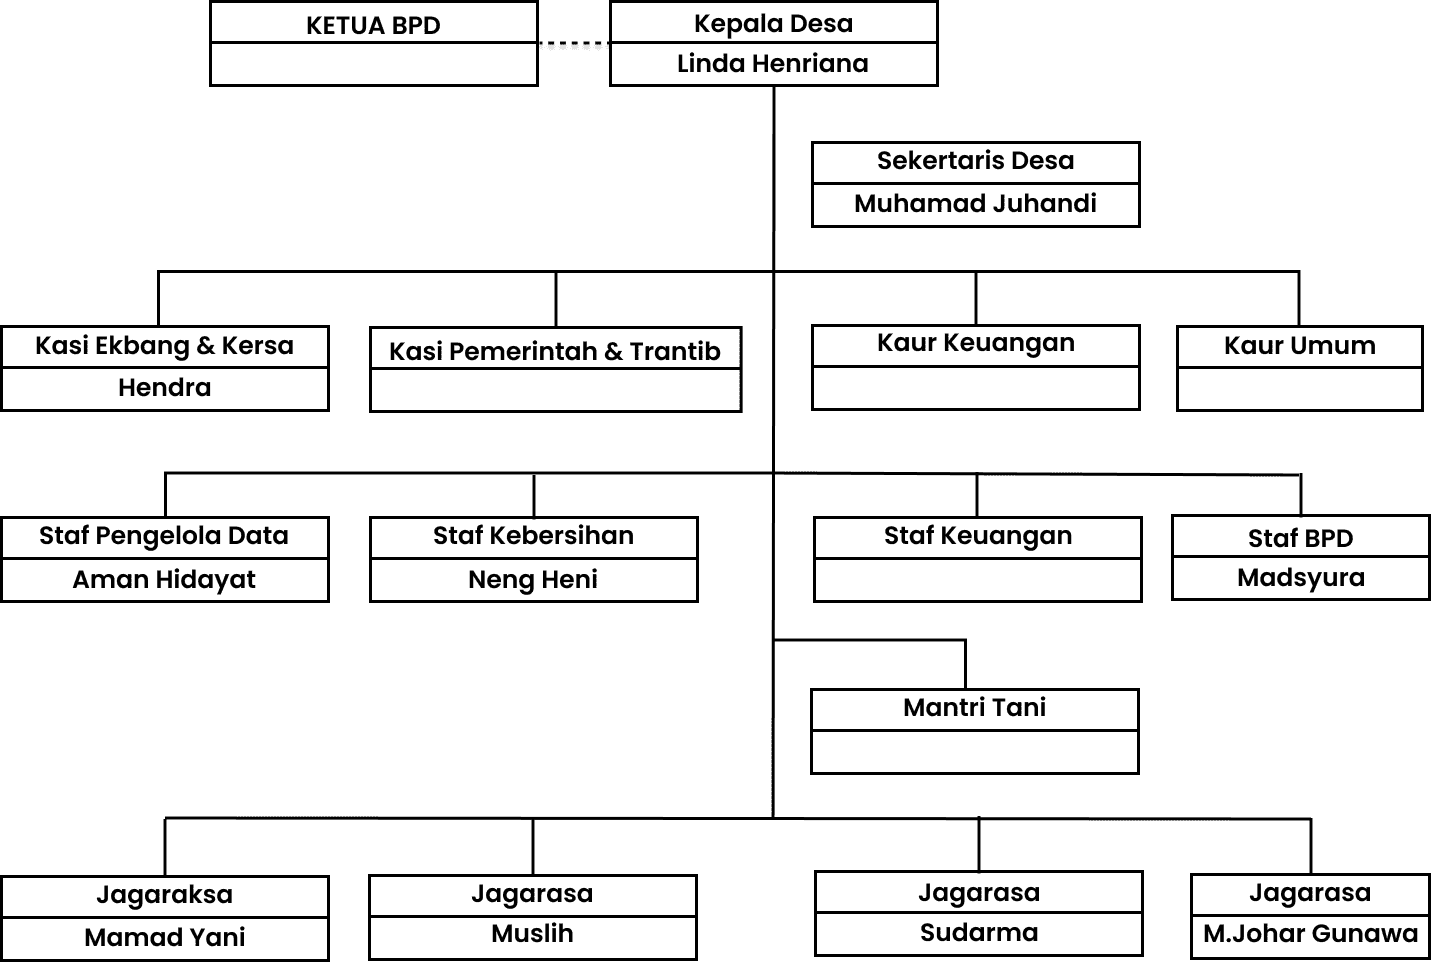 KETUA BPD
Kepala Desa
Linda Henriana
Sekertaris Desa
Muhamad Juhandi
Kasi Ekbang & Kersa
Hendra
Kasi Pemerintah & Trantib
Kaur Keuangan
Kaur Umum
Staf Pengelola Data
Aman Hidayat
Staf Kebersihan
Neng Heni
Staf Keuangan
Staf BPD
Madsyura
Mantri Tani
Jagaraksa
Mamad Yani
Jagarasa
Muslih
Jagarasa
Sudarma
Jagarasa
M.Johar Gunawa